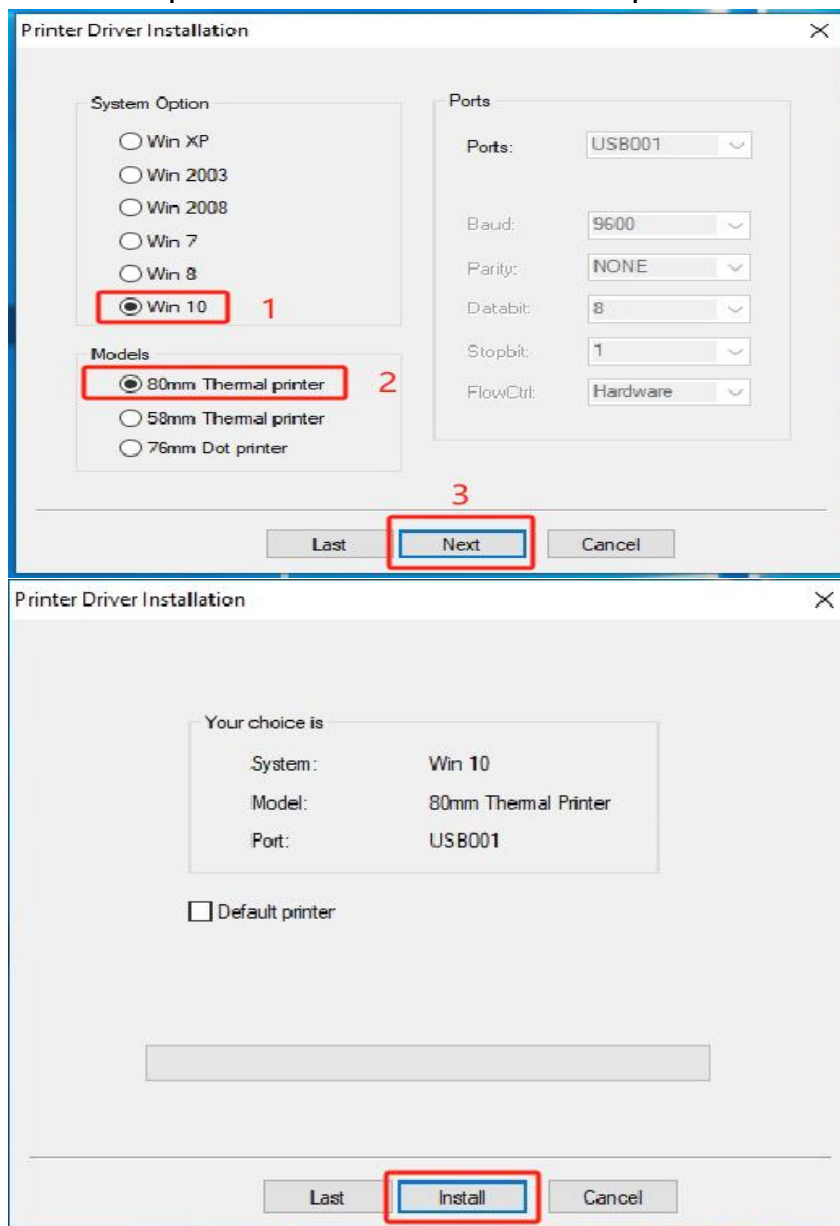 Printer Driver Installation
System Option
Win XP
Win 2003
Win 2008
Win 7
Win 8
Win 10
1
Models
80mm Thermal printer
2
58mm Thermal printer
76mm Dot printer
Ports
Ports: USB001
Baud: 9600
Parity: NONE
Databit: 8
Stopbit: 1
FlowCtrl: Hardware
3
Last Next Cancel
Printer Driver Installation
Your choice is
System: Win 10
Model: 80mm Thermal Printer
Port: USB001
Default printer
Last Install Cancel